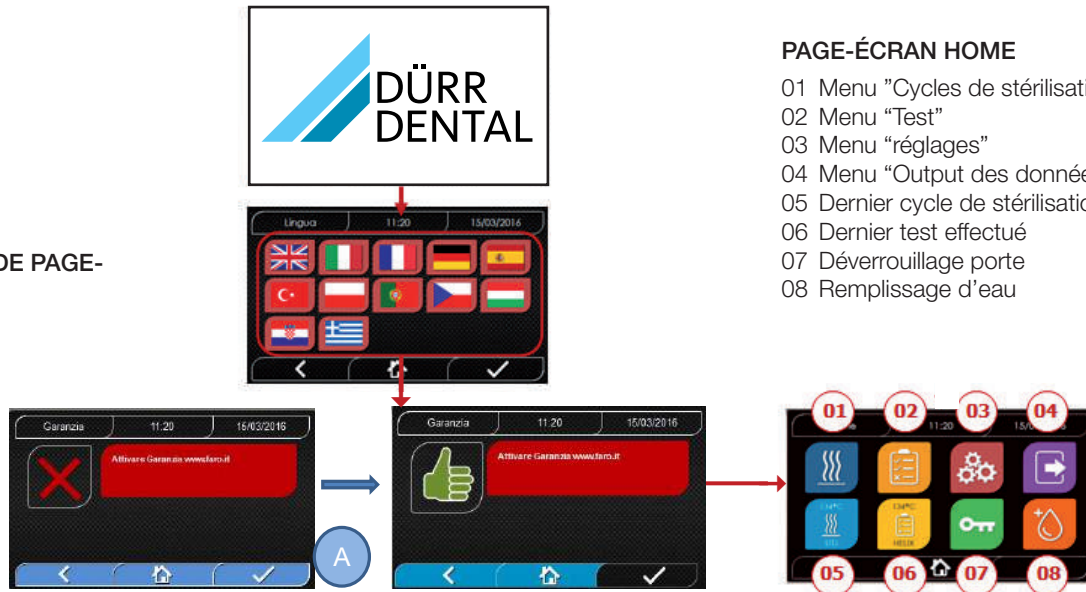 DÜRR
DENTAL
PAGE-ÉCRAN HOME
01 Menu ”Cycles de
02 Menu “Test”
03 Menu “réglages”
04 Menu “Output des
05 Dernier cycle de
06 Dernier test effectué
07 Déverrouillage porte
08 Remplissage d’eau
DE PAGE-
Lingua 11:20 15/03/2016
Garanzia 11:20 15/03/2016
Attivare Garanzia www.faro.it
A
Garanzia 11:20 15/03/2016
Attivare Garanzia www.faro.it
01 02 03 04
11:20
05 06 07 08